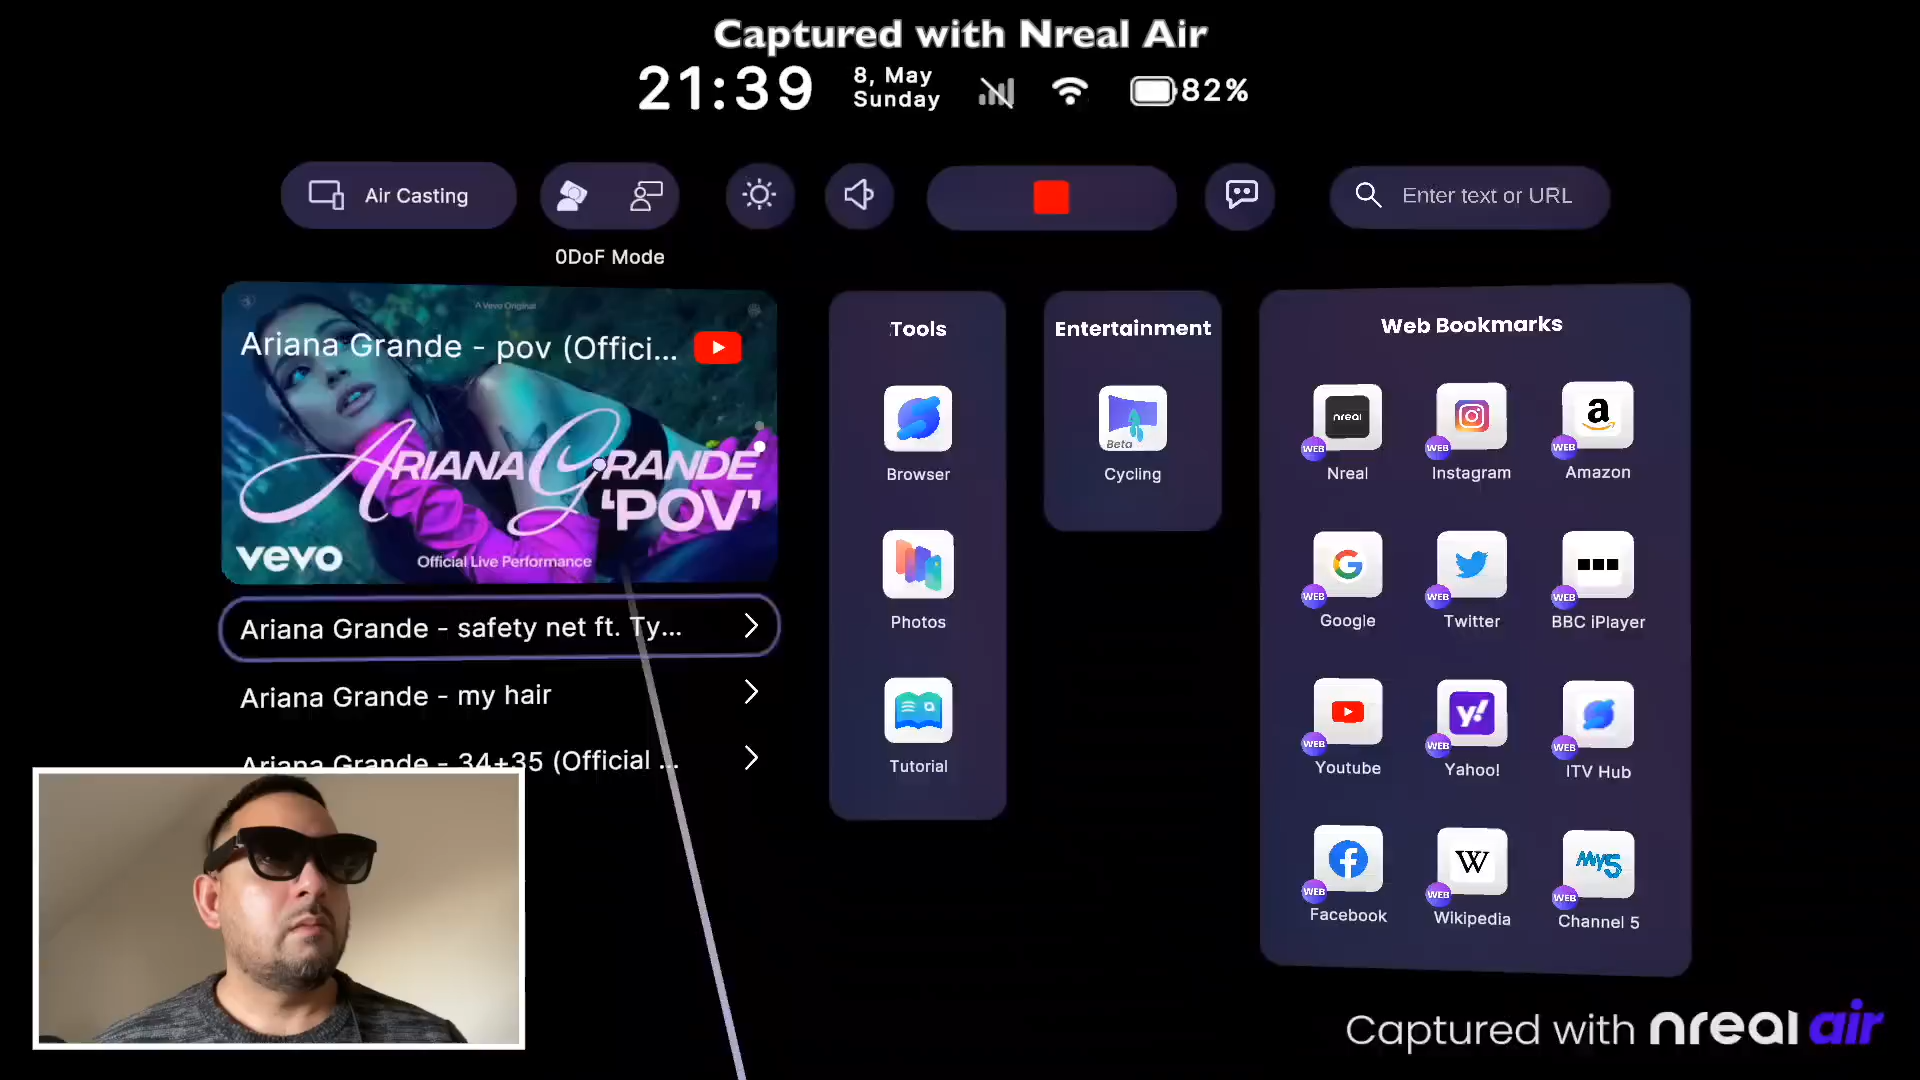 Captured with Nreal Air
21:39
8, May
Sunday
82%
Air Casting
Enter text or URL
0DoF Mode
A Vevo Original
Ariana Grande - pov (Offici...
ARIANA GRANDE
'POV'
vevo
Official Live Performance
Ariana Grande - safety net ft. Ty...
Ariana Grande - my hair
Ariana Grande - 34+35 (Official ...
Tools
Browser
Photos
Tutorial
Entertainment
Beta
Cycling
Web Bookmarks
nreal
a
WEB
WEB
WEB
Nreal
Instagram
Amazon
G
WEB
WEB
WEB
Google
Twitter
BBC iPlayer
y!
WEB
WEB
WEB
Youtube
Yahoo!
ITV Hub
f
W
My5
WEB
WEB
WEB
Facebook
Wikipedia
Channel 5
Captured with nreal air